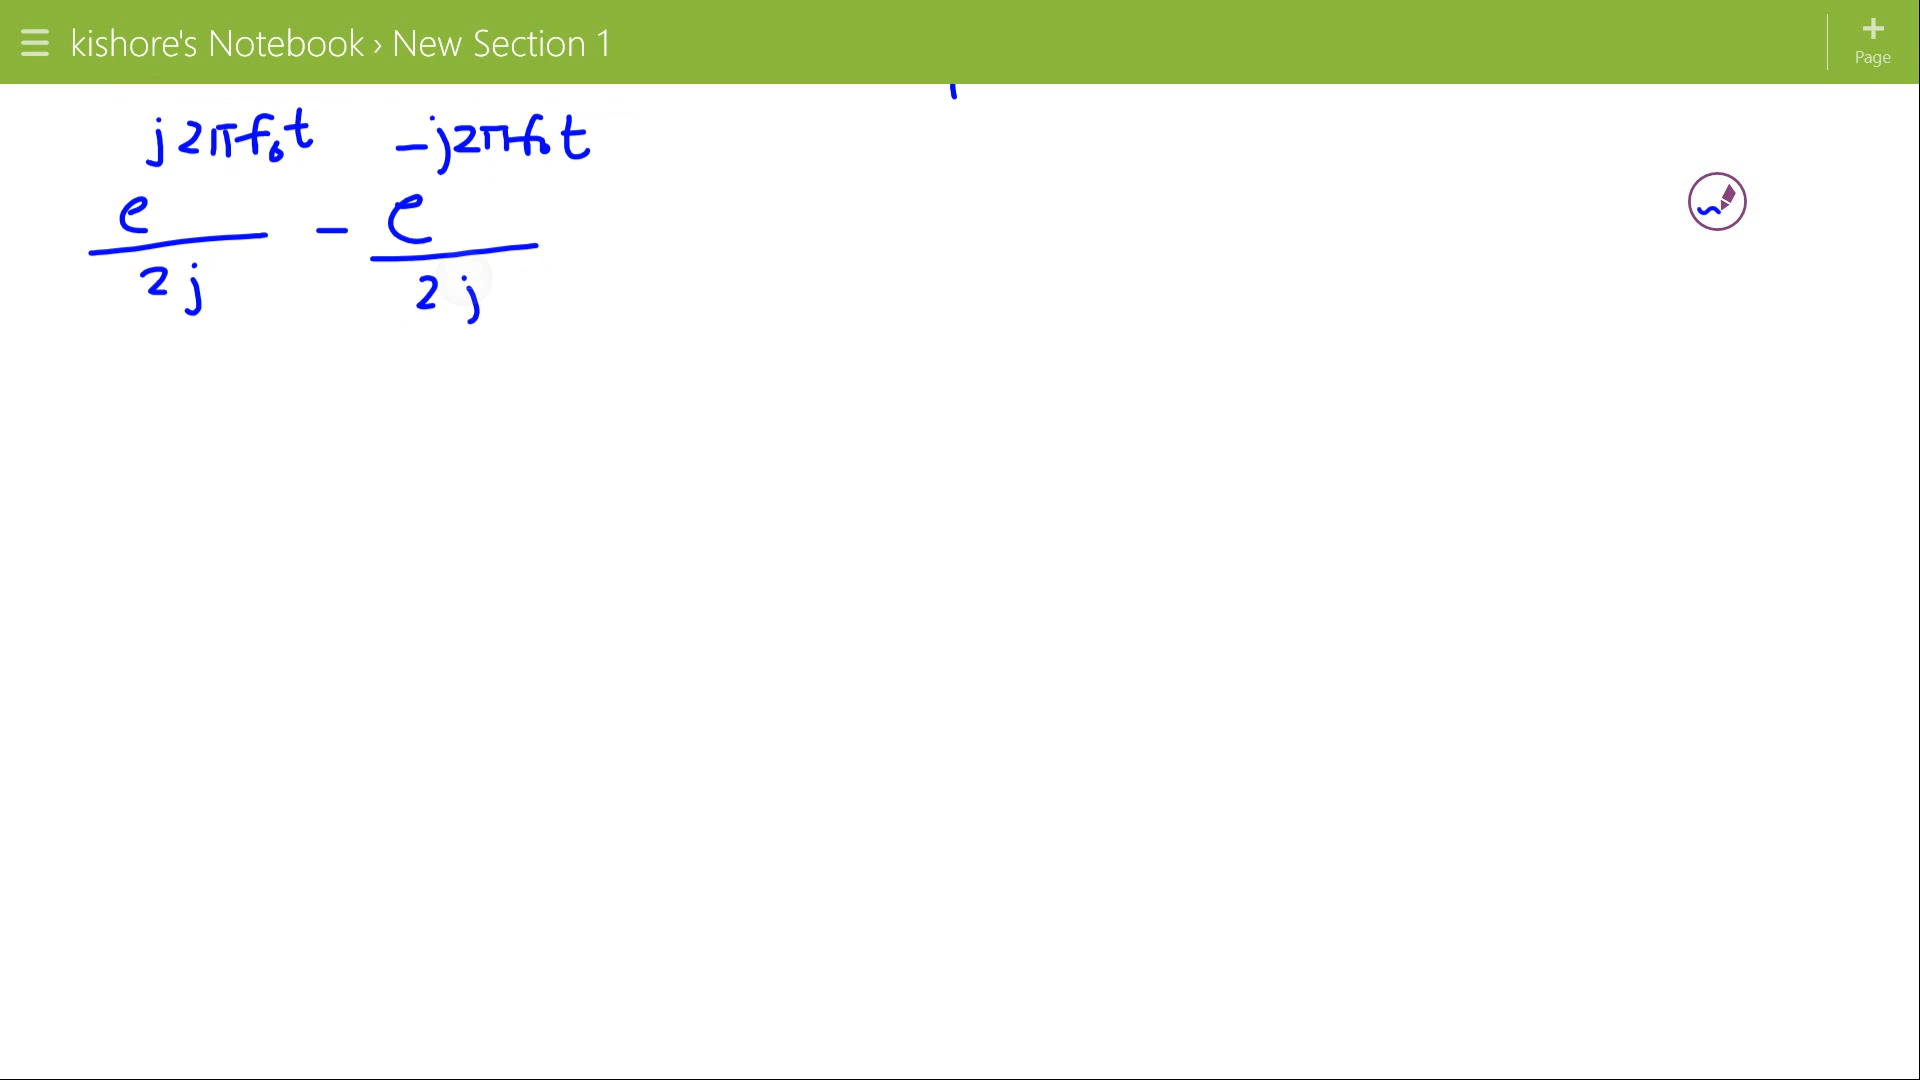 kishore's Notebook › New Section 1
Page
j2πf₀t -j2πf₀t
e - e
2j 2j